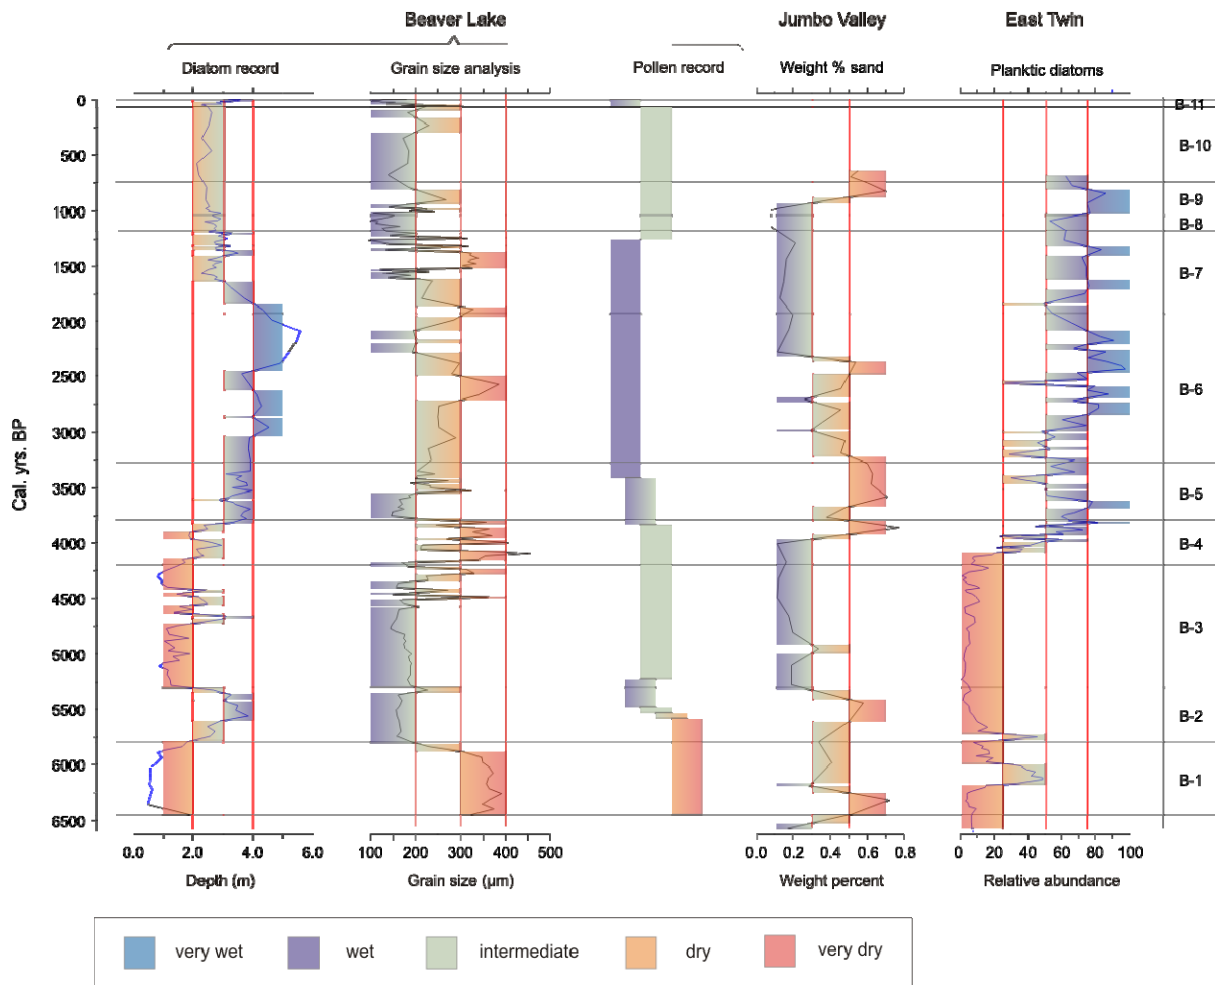 Beaver Lake Jumbo Valley East Twin
Diatom record Grain size analysis Pollen record Weight % sand Planktic diatoms
0
500
1000
1500
2000
2500
3000
3500
4000
4500
5000
5500
6000
6500
Cal. yrs. BP
B-11
B-10
B-9
B-8
B-7
B-6
B-5
B-4
B-3
B-2
B-1
0.0 2.0 4.0 6.0 100 200 300 400 500 0.0 0.2 0.4 0.6 0.8 0 20 40 60 80 100
Depth (m) Grain size (µm) Weight percent Relative abundance
very wet wet intermediate dry very dry